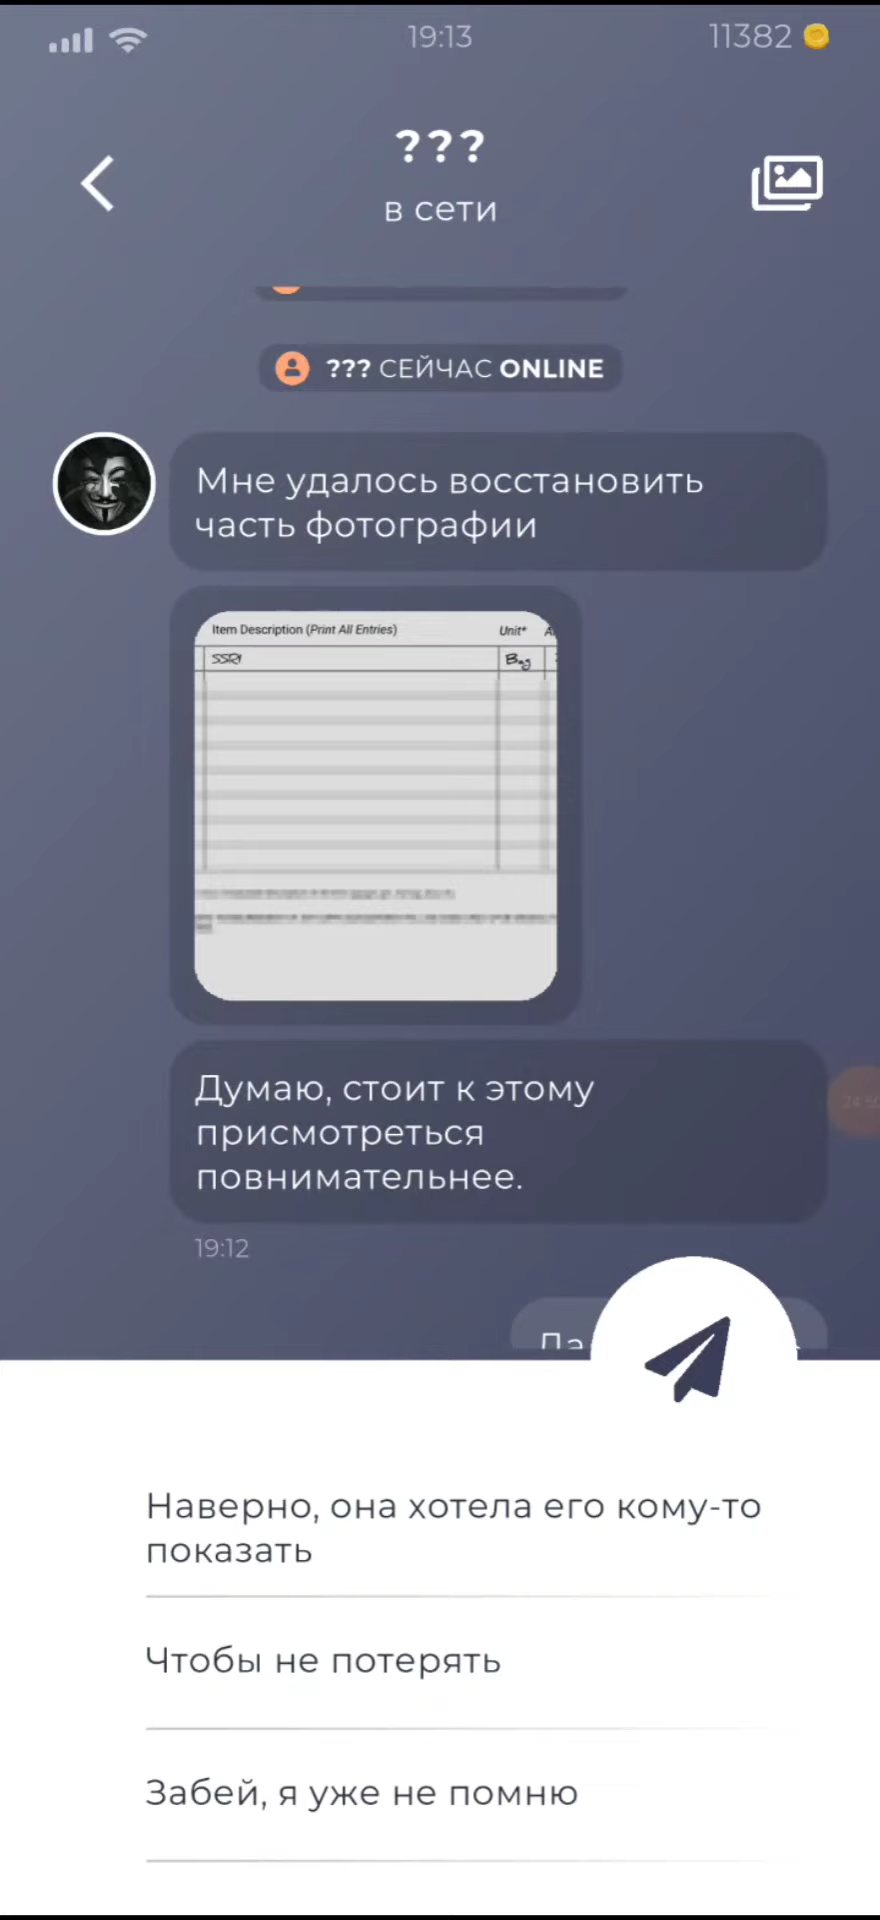 19:13
11382
???
в сети
??? СЕЙЧАС ONLINE
Мне удалось восстановить
часть фотографии
Item Description (Print All Entries) Unit*
Bag
Думаю, стоит к этому
присмотреться
повнимательнее.
19:12
Да
Наверно, она хотела его кому-то
показать
Чтобы не потерять
Забей, я уже не помню